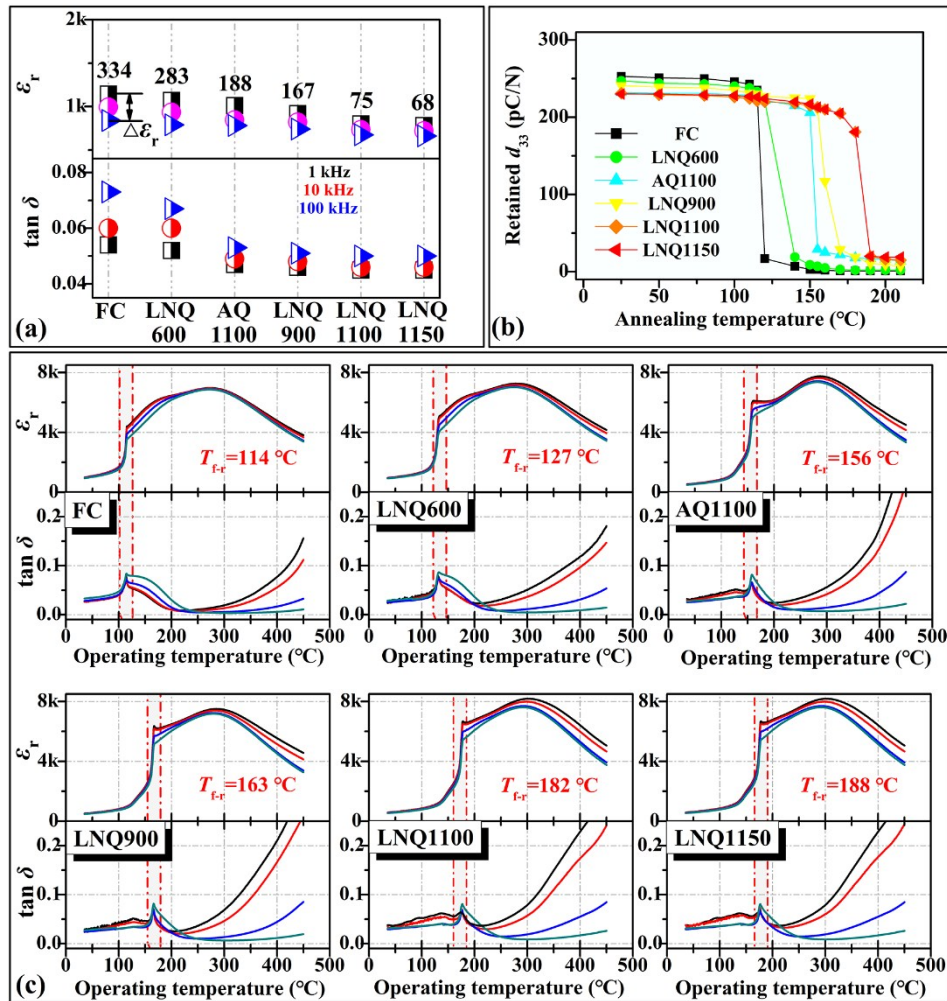 2k
εr
334 283 188 167 75 68
1k
△εr
0.08
1 kHz
tan δ
10 kHz
100 kHz
0.06
0.04
FC LNQ AQ LNQ LNQ LNQ
600 1100 900 1100 1150
(a)
300
Retained d33 (pC/N)
200
FC
LNQ600
AQ1100
LNQ900
LNQ1100
LNQ1150
100
0
0 50 100 150 200
Annealing temperature (°C)
(b)
8k 8k 8k
εr εr εr
4k 4k 4k
Tf-r=114 °C Tf-r=127 °C Tf-r=156 °C
0 0 0
FC LNQ600 AQ1100
0.2 0.2 0.2
tan δ tan δ tan δ
0.1 0.1 0.1
0.0 0.0 0.0
0 100 200 300 400 500 0 100 200 300 400 500 0 100 200 300 400 500
Operating temperature (°C) Operating temperature (°C) Operating temperature (°C)
8k 8k 8k
εr εr εr
4k 4k 4k
Tf-r=163 °C Tf-r=182 °C Tf-r=188 °C
0 0 0
LNQ900 LNQ1100 LNQ1150
0.2 0.2 0.2
tan δ tan δ tan δ
0.1 0.1 0.1
0.0 0.0 0.0
0 100 200 300 400 500 0 100 200 300 400 500 0 100 200 300 400 500
(c)
Operating temperature (°C) Operating temperature (°C) Operating temperature (°C)